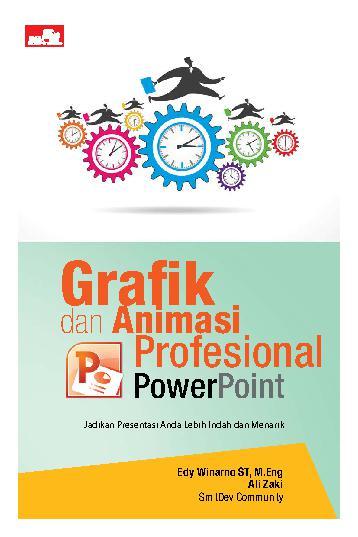 Grafik
dan Animasi
Profesional
P
PowerPoint
Jadikan Presentasi Anda Lebih Indah dan Menarik
Edy Winarno ST, M.Eng
Ali Zaki
SmitDev Community